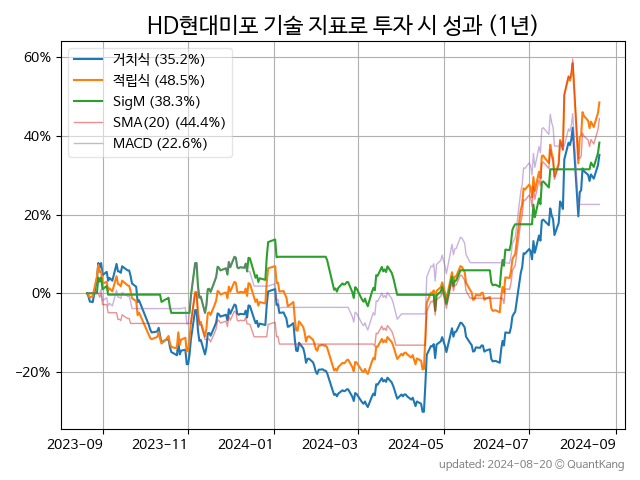 HD현대미포 기술 지표로 투자 시 성과 (1년)
거치식 (35.2%)
적립식 (48.5%)
SigM (38.3%)
SMA(20) (44.4%)
MACD (22.6%)
60%
40%
20%
0%
−20%
2023-09 2023-11 2024-01 2024-03 2024-05 2024-07 2024-09
updated: 2024-08-20 © QuantKang